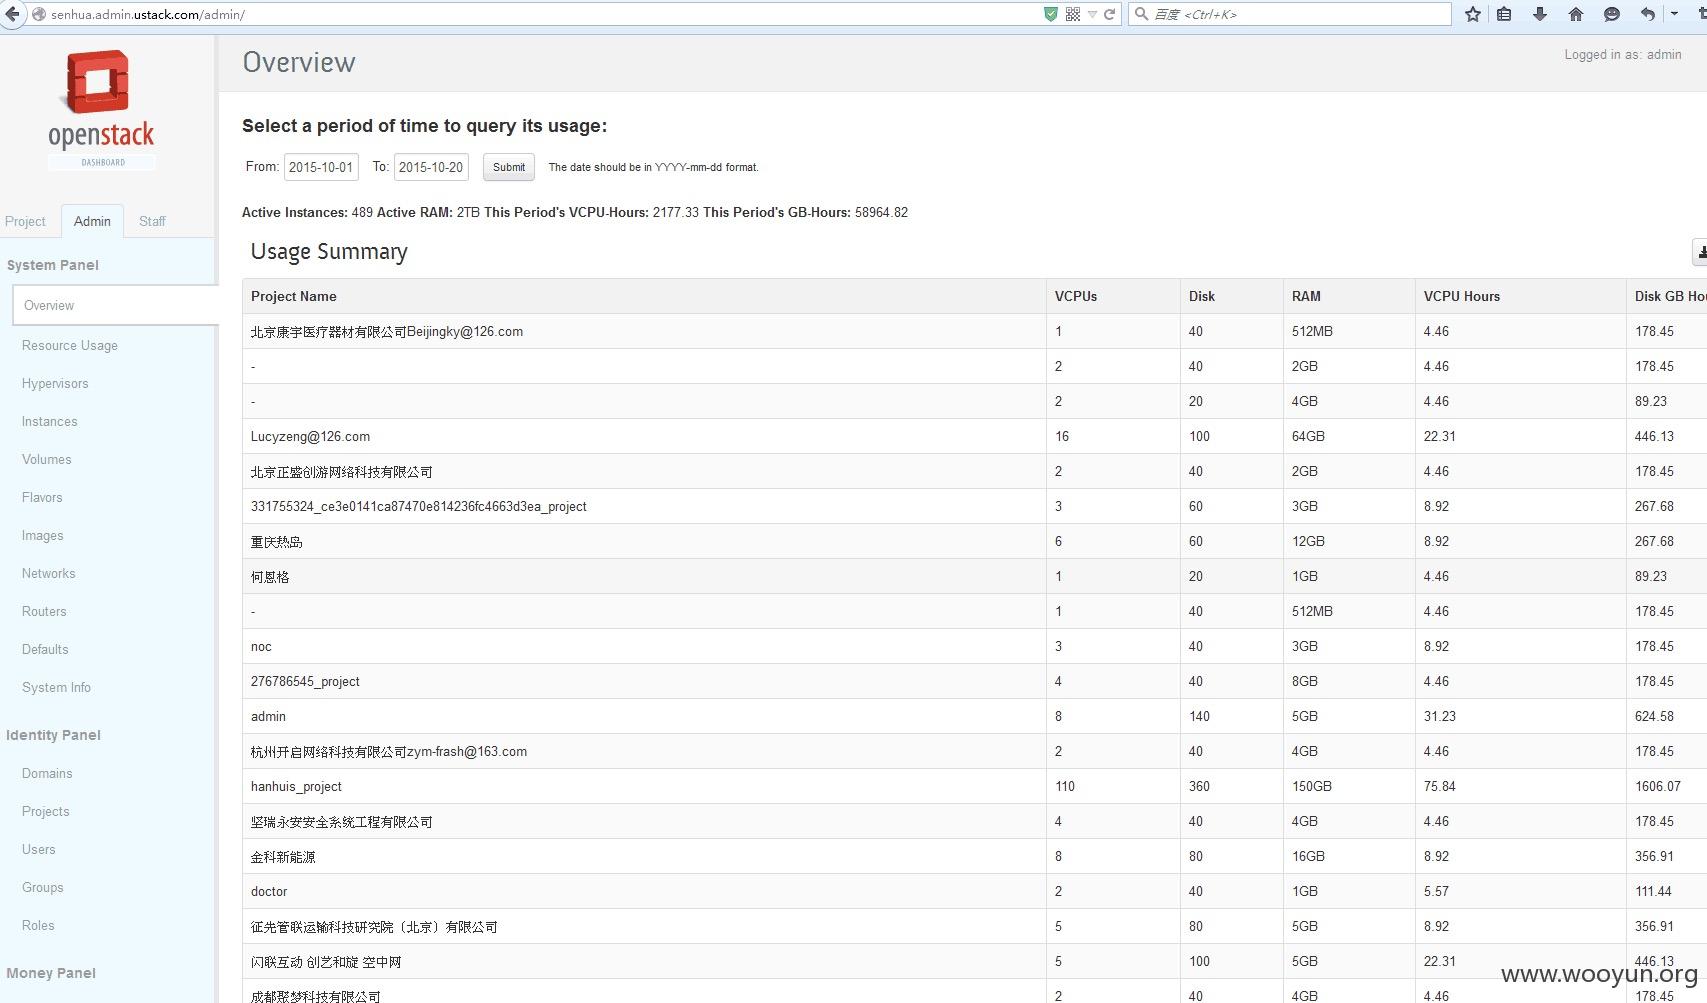 senhua.admin.ustack.com/admin/
百度 <Ctrl+K>
openstack
DASHBOARD
Project Admin Staff
System Panel
Overview
Resource Usage
Hypervisors
Instances
Volumes
Flavors
Images
Networks
Routers
Defaults
System Info
Identity Panel
Domains
Projects
Users
Groups
Roles
Money Panel
Overview
Logged in as: admin
Select a period of time to query its usage:
From: 2015-10-01 To: 2015-10-20 Submit The date should be in YYYY-mm-dd format.
Active Instances: 489 Active RAM: 2TB This Period's VCPU-Hours: 2177.33 This Period's GB-Hours: 58964.82
Usage Summary
Project Name VCPUs Disk RAM VCPU Hours Disk GB Hou
北京康宇医疗器材有限公司Beijingky@126.com 1 40 512MB 4.46 178.45
- 2 40 2GB 4.46 178.45
- 2 20 4GB 4.46 89.23
Lucyzeng@126.com 16 100 64GB 22.31 446.13
北京正盛创游网络科技有限公司 2 40 2GB 4.46 178.45
331755324_ce3e0141ca87470e814236fc4663d3ea_project 3 60 3GB 8.92 267.68
重庆热岛 6 60 12GB 8.92 267.68
何恩格 1 20 1GB 4.46 89.23
- 1 40 512MB 4.46 178.45
noc 3 40 3GB 8.92 178.45
276786545_project 4 40 8GB 4.46 178.45
admin 8 140 5GB 31.23 624.58
杭州开启网络科技有限公司zym-frash@163.com 2 40 4GB 4.46 178.45
hanhuis_project 110 360 150GB 75.84 1606.07
坚瑞永安安全系统工程有限公司 4 40 4GB 4.46 178.45
金科新能源 8 80 16GB 8.92 356.91
doctor 2 40 1GB 5.57 111.44
征光管联运输科技研究院（北京）有限公司 5 80 5GB 8.92 356.91
闪联互动 创艺和旋 空中网 5 100 5GB 22.31 446.13
成都聚梦科技有限公司 2 40 4GB 4.46 178.45
www.wooyun.org